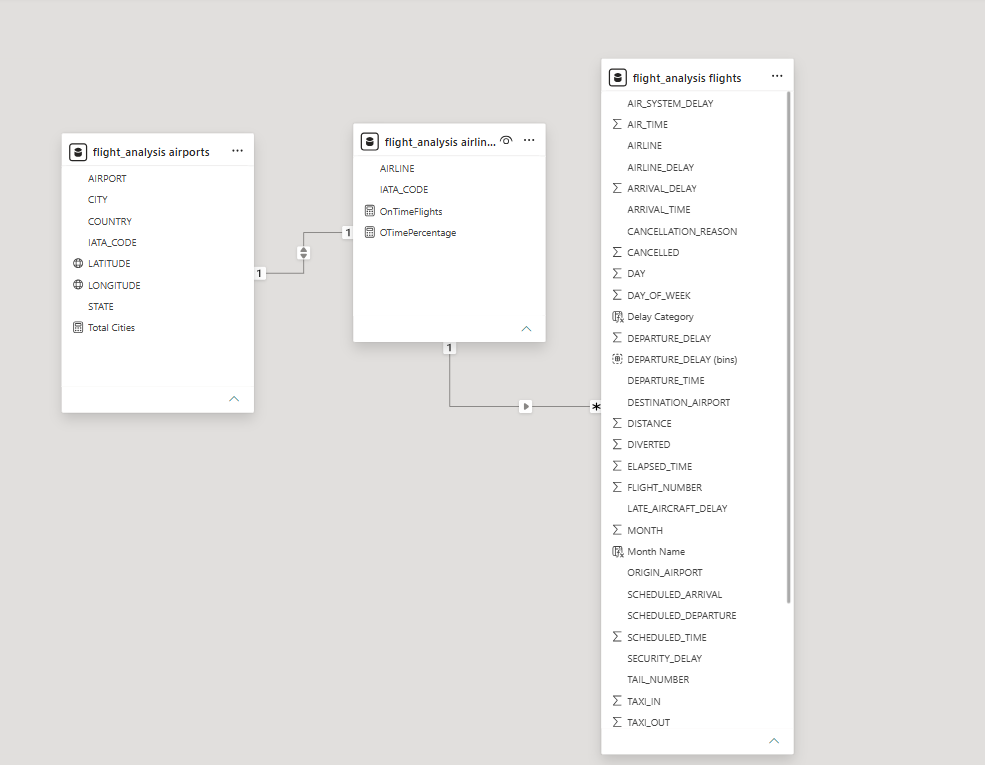 flight_analysis airports
AIRPORT
CITY
COUNTRY
IATA_CODE
LATITUDE
LONGITUDE
STATE
Total Cities
1
1
flight_analysis airlin...
AIRLINE
IATA_CODE
OnTimeFlights
OTimePercentage
1
*
flight_analysis flights
AIR_SYSTEM_DELAY
AIR_TIME
AIRLINE
AIRLINE_DELAY
ARRIVAL_DELAY
ARRIVAL_TIME
CANCELLATION_REASON
CANCELLED
DAY
DAY_OF_WEEK
Delay Category
DEPARTURE_DELAY
DEPARTURE_DELAY (bins)
DEPARTURE_TIME
DESTINATION_AIRPORT
DISTANCE
DIVERTED
ELAPSED_TIME
FLIGHT_NUMBER
LATE_AIRCRAFT_DELAY
MONTH
Month Name
ORIGIN_AIRPORT
SCHEDULED_ARRIVAL
SCHEDULED_DEPARTURE
SCHEDULED_TIME
SECURITY_DELAY
TAIL_NUMBER
TAXI_IN
TAXI_OUT